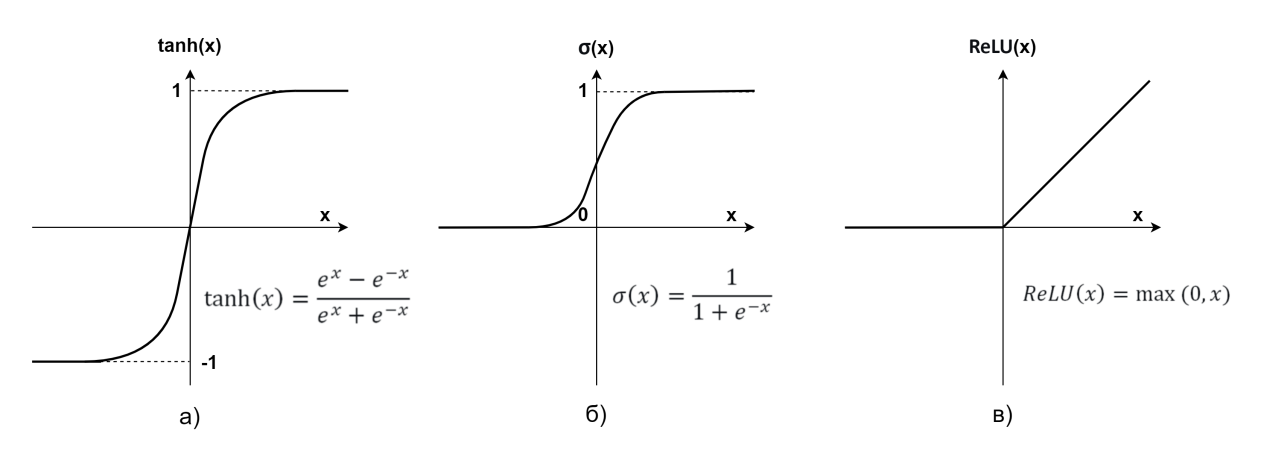 tanh(x)
1
x
tanh(x) = (e^x − e^−x) / (e^x + e^−x)
-1
а)
σ(x)
1
0
x
σ(x) = 1 / (1 + e^−x)
б)
ReLU(x)
x
ReLU(x) = max (0, x)
в)